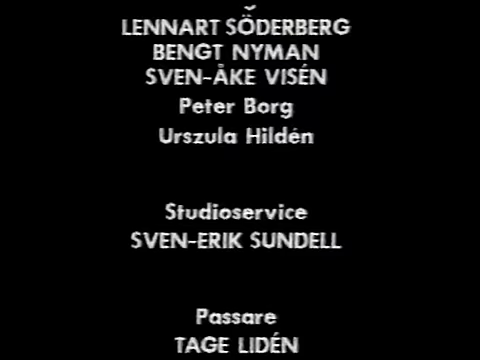 LENNART SÖDERBERG
BENGT NYMAN
SVEN-ÅKE VISÉN
Peter Borg
Urszula Hildén
Studioservice
SVEN-ERIK SUNDELL
Passare
TAGE LIDÉN